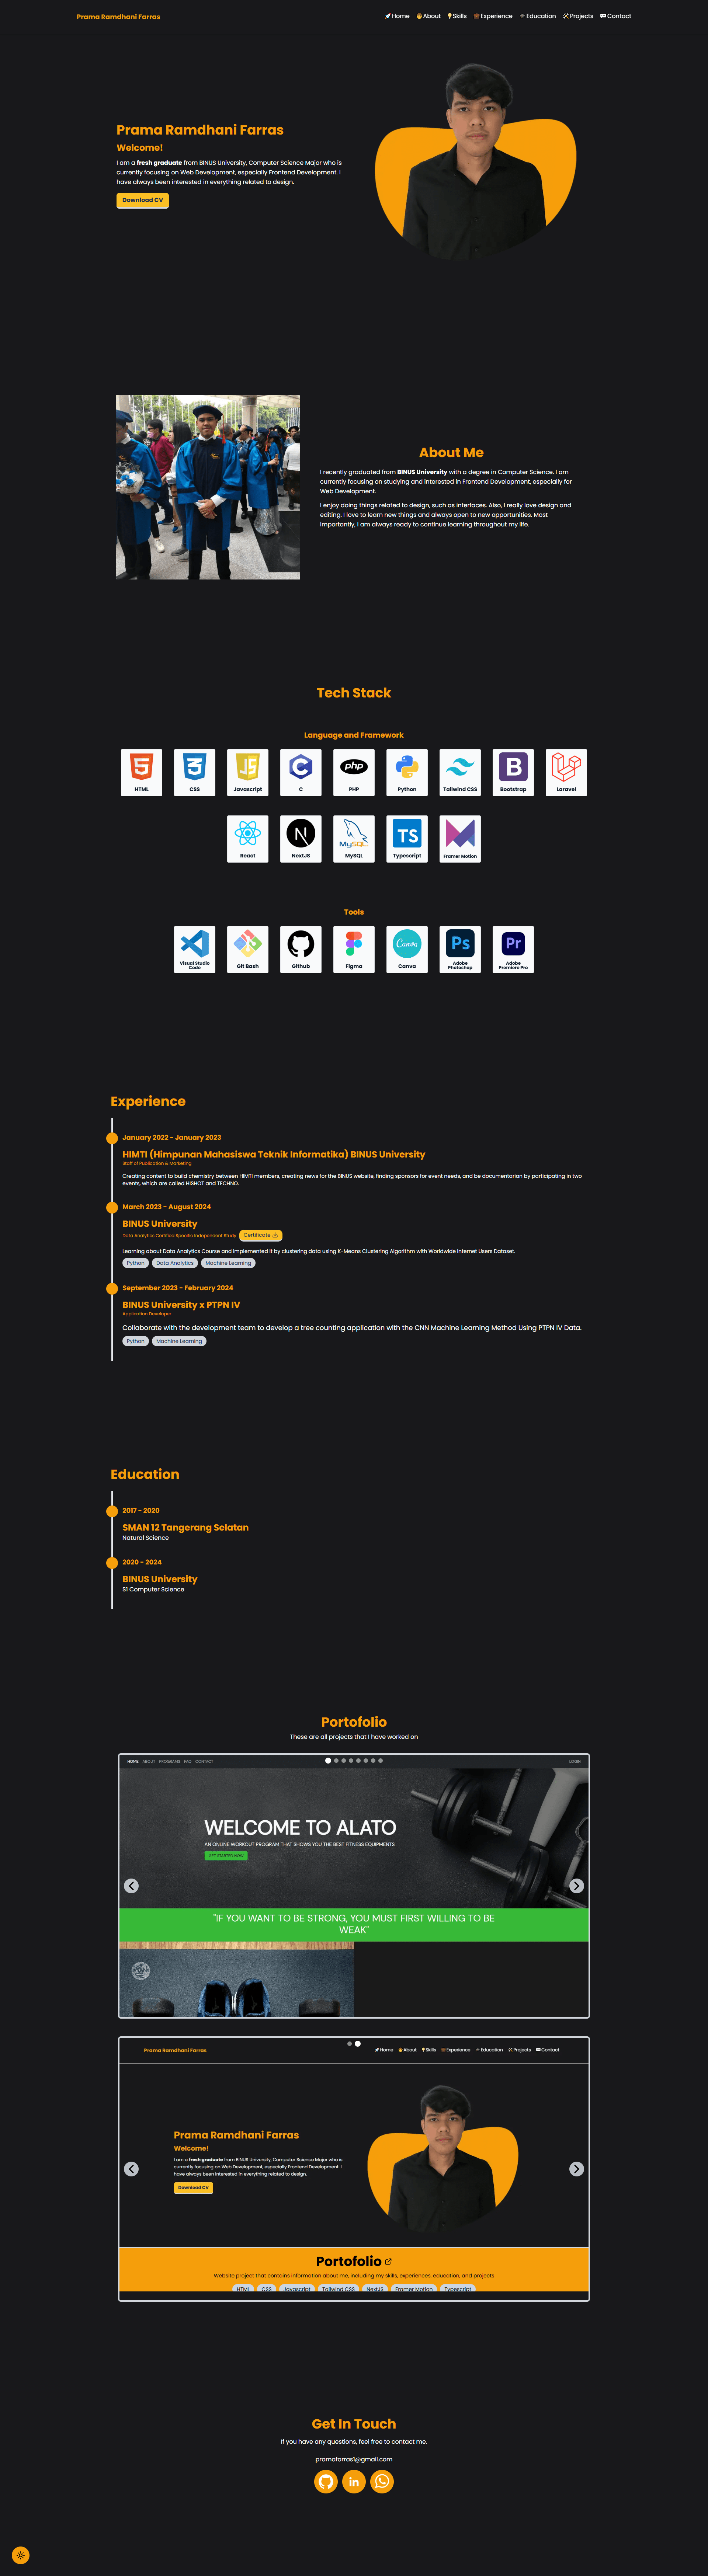 Prama Ramdhani Farras
Home About Skills Experience Education Projects Contact
Prama Ramdhani Farras
Welcome!
I am a fresh graduate from BINUS University, Computer Science Major who is
currently focusing on Web Development, especially Frontend Development. I
have always been interested in everything related to design.
Download CV
About Me
I recently graduated from BINUS University with a degree in Computer Science. I am
currently focusing on studying and interested in Frontend Development, especially for
Web Development.
I enjoy doing things related to design, such as interfaces. Also, I really love design and
editing. I love to learn new things and always open to new opportunities. Most
importantly, I am always ready to continue learning throughout my life.
Tech Stack
Language and Framework
HTML CSS Javascript C PHP Python Tailwind CSS Bootstrap Laravel
React NextJS MySQL Typescript Framer Motion
Tools
Visual Studio Code Git Bash Github Figma Canva Adobe Photoshop Adobe Premiere Pro
Experience
January 2022 - January 2023
HIMTI (Himpunan Mahasiswa Teknik Informatika) BINUS University
Staff of Publication & Marketing
Creating content to build chemistry between HIMTI members, creating news for the BINUS website, finding sponsors for event needs, and be documentarian by participating in two
events, which are called HISHOT and TECHNO.
March 2023 - August 2024
BINUS University
Data Analytics Certified Specific Independent Study Certificate
Learning about Data Analytics Course and implemented it by clustering data using K-Means Clustering Algorithm with Worldwide Internet Users Dataset.
Python Data Analytics Machine Learning
September 2023 - February 2024
BINUS University x PTPN IV
Application Developer
Collaborate with the development team to develop a tree counting application with the CNN Machine Learning Method Using PTPN IV Data.
Python Machine Learning
Education
2017 - 2020
SMAN 12 Tangerang Selatan
Natural Science
2020 - 2024
BINUS University
S1 Computer Science
Portofolio
These are all projects that I have worked on
HOME ABOUT PROGRAMS FAQ CONTACT LOGIN
WELCOME TO ALATO
AN ONLINE WORKOUT PROGRAM THAT SHOWS YOU THE BEST FITNESS EQUIPMENTS
GET STARTED NOW
"IF YOU WANT TO BE STRONG, YOU MUST FIRST WILLING TO BE
WEAK"
Prama Ramdhani Farras
Home About Skills Experience Education Projects Contact
Prama Ramdhani Farras
Welcome!
I am a fresh graduate from BINUS University, Computer Science Major who is
currently focusing on Web Development, especially Frontend Development. I
have always been interested in everything related to design.
Download CV
Portofolio
Website project that contains information about me, including my skills, experiences, education, and projects
HTML CSS Javascript Tailwind CSS NextJS Framer Motion Typescript
Get In Touch
If you have any questions, feel free to contact me.
pramafarras1@gmail.com